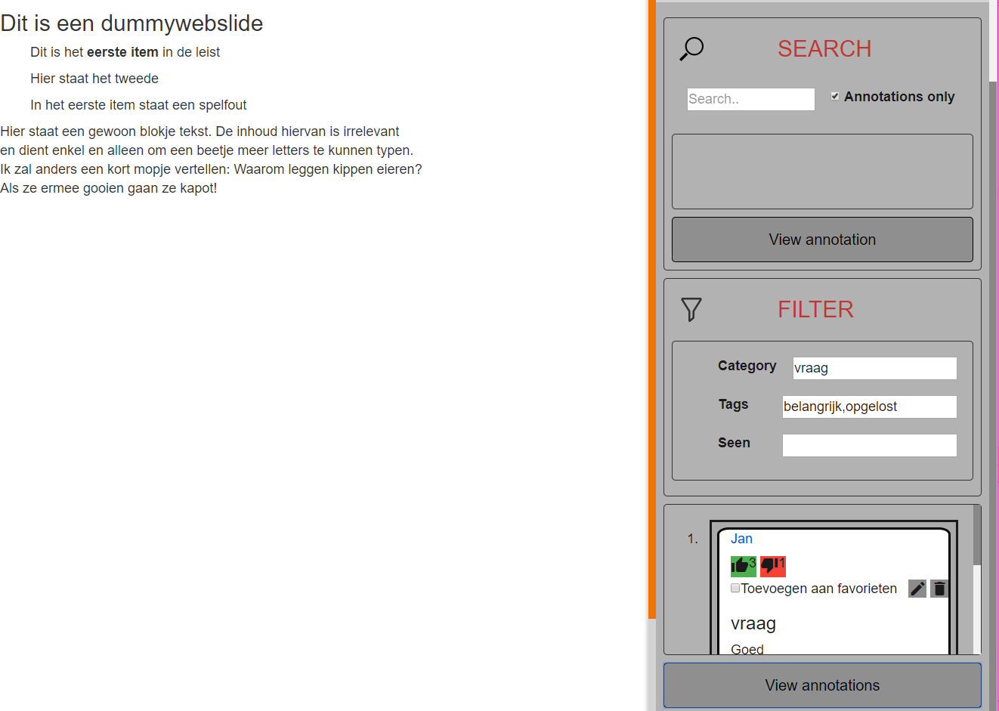 Dit is een dummywebslide
Dit is het eerste item in de leist
Hier staat het tweede
In het eerste item staat een spelfout
Hier staat een gewoon blokje tekst. De inhoud hiervan is irrelevant
en dient enkel en alleen om een beetje meer letters te kunnen typen.
Ik zal anders een kort mopje vertellen: Waarom leggen kippen eieren?
Als ze ermee gooien gaan ze kapot!
SEARCH
Search..
Annotations only
View annotation
FILTER
Category vraag
Tags belangrijk,opgelost
Seen
1. Jan
3 1
Toevoegen aan favorieten
vraag
Goed
View annotations